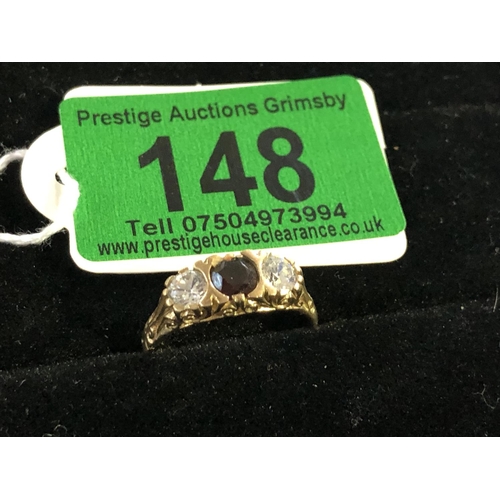 Prestige Auctions Grimsby
148
Tell 07504973994
www.prestigehouseclearance.co.uk